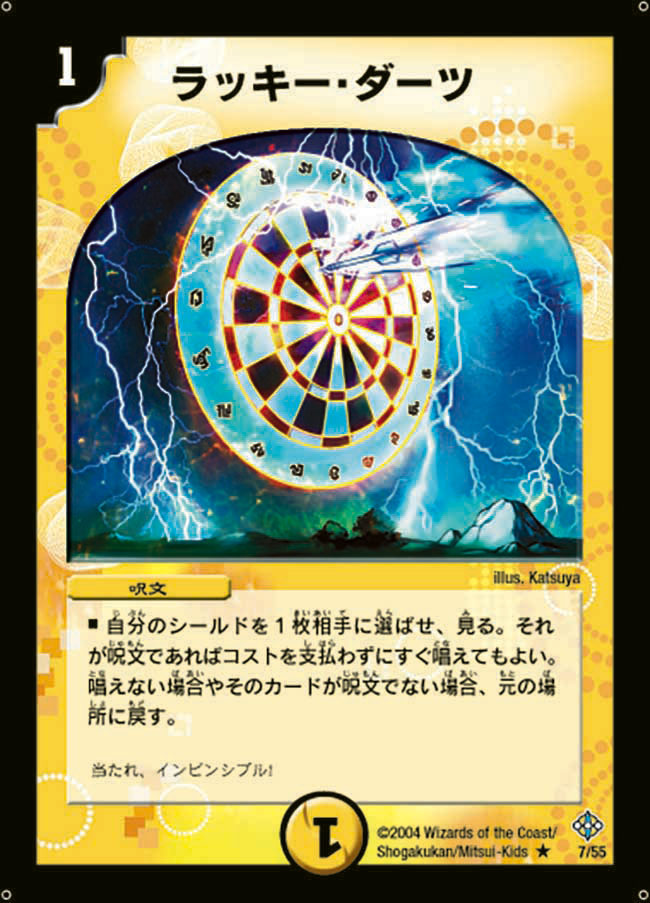 1
ラッキー・ダーツ
illus. Katsuya
呪文
■ 自分のシールドを1枚相手に選ばせ、見る。それ
が呪文であればコストを支払わずにすぐ唱えてもよい。
唱えない場合やそのカードが呪文でない場合、元の場
所に戻す。
当たれ、インビンシブル!
1
©2004 Wizards of the Coast/
Shogakukan/Mitsui-Kids ★ 7/55